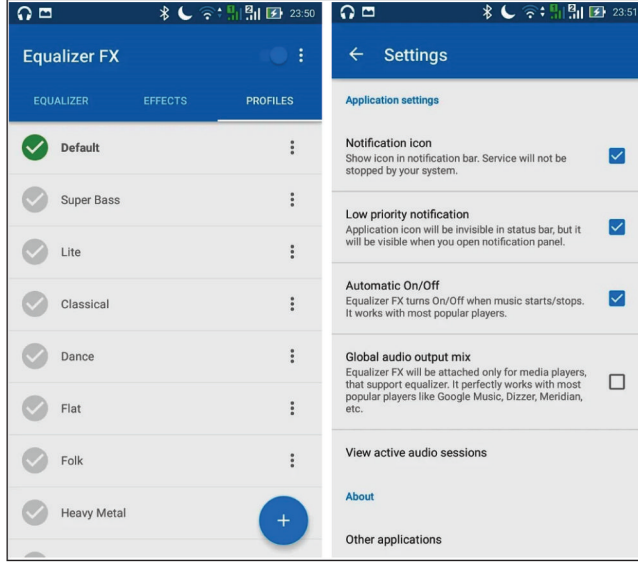 23:50
Equalizer FX
EQUALIZER EFFECTS PROFILES
Default
Super Bass
Lite
Classical
Dance
Flat
Folk
Heavy Metal
23:51
Settings
Application settings
Notification icon
Show icon in notification bar. Service will not be
stopped by your system.
Low priority notification
Application icon will be invisible in status bar, but it
will be visible when you open notification panel.
Automatic On/Off
Equalizer FX turns On/Off when music starts/stops.
It works with most popular players.
Global audio output mix
Equalizer FX will be attached only for media players,
that support equalizer. It perfectly works with most
popular players like Google Music, Dizzer, Meridian,
etc.
View active audio sessions
About
Other applications